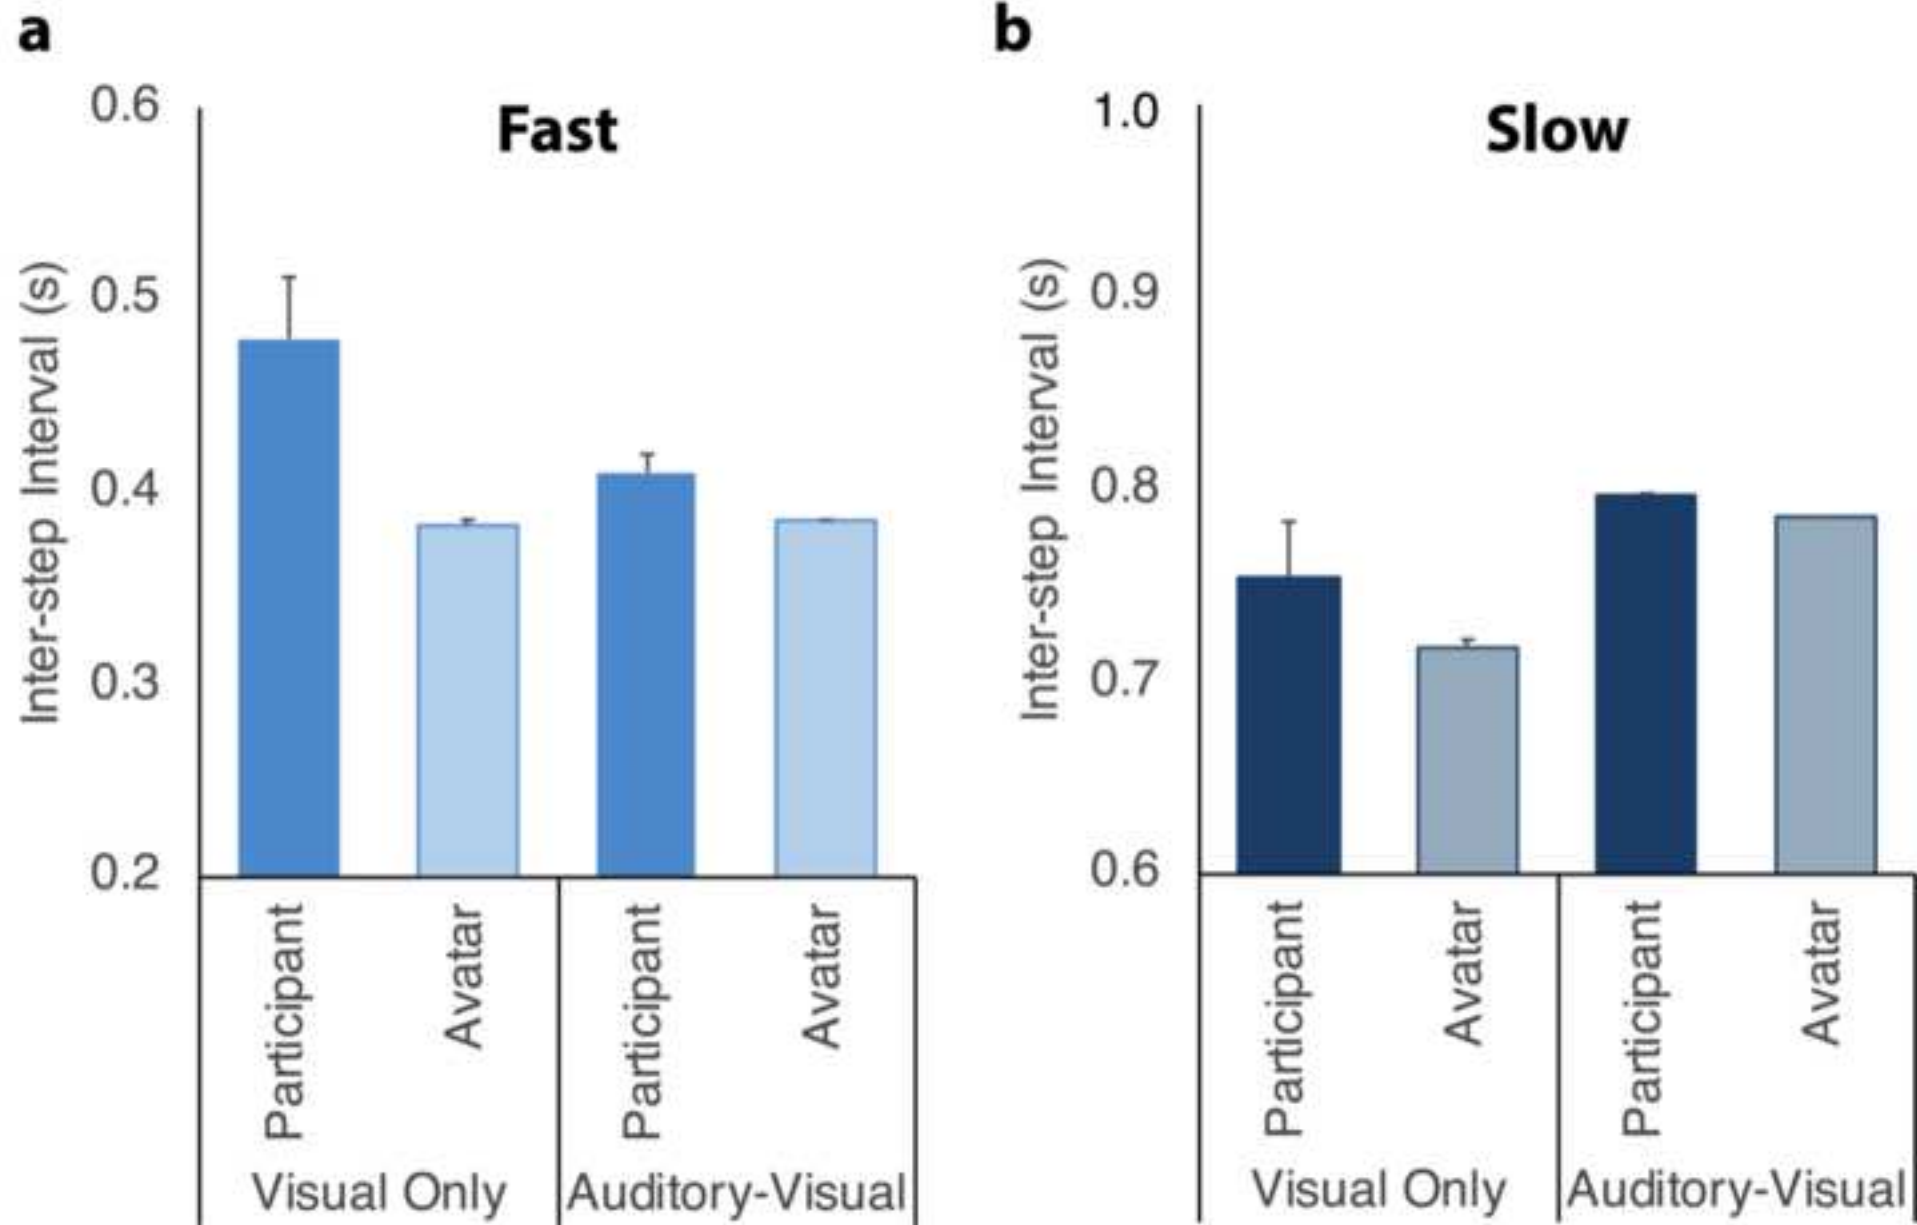 a
Fast
Inter-step Interval (s)
0.6
0.5
0.4
0.3
0.2
Participant
Avatar
Participant
Avatar
Visual Only
Auditory-Visual
b
Slow
Inter-step Interval (s)
1.0
0.9
0.8
0.7
0.6
Participant
Avatar
Participant
Avatar
Visual Only
Auditory-Visual